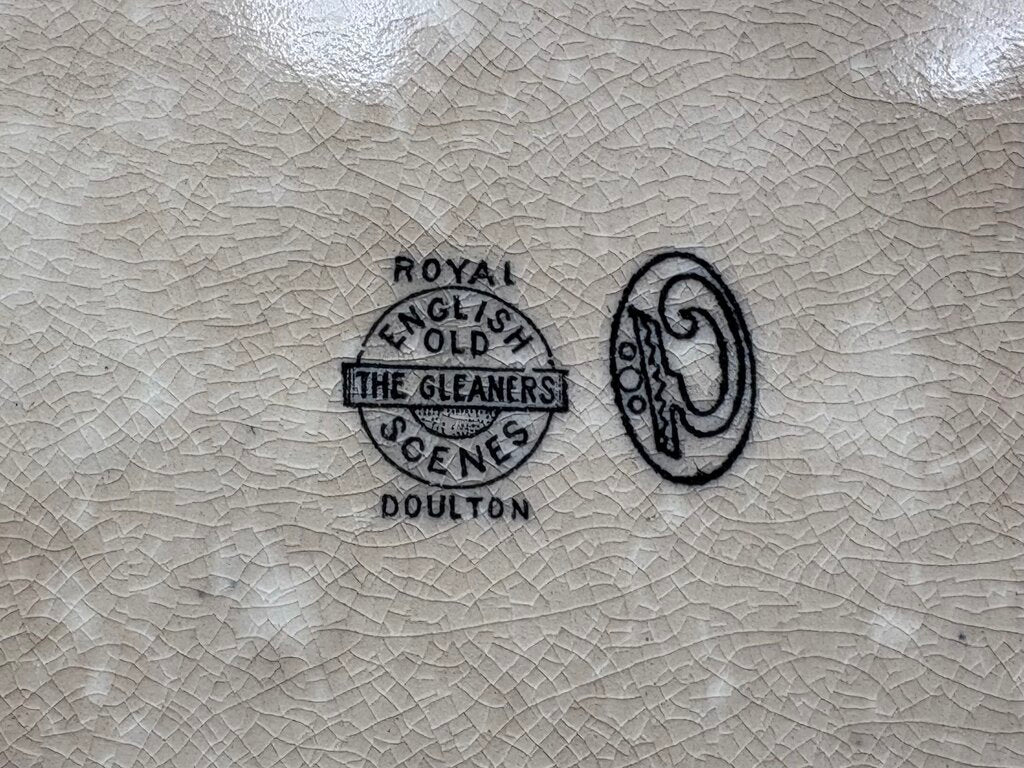 ROYAL
ENGLISH
OLD
THE GLEANERS
SCENES
DOULTON